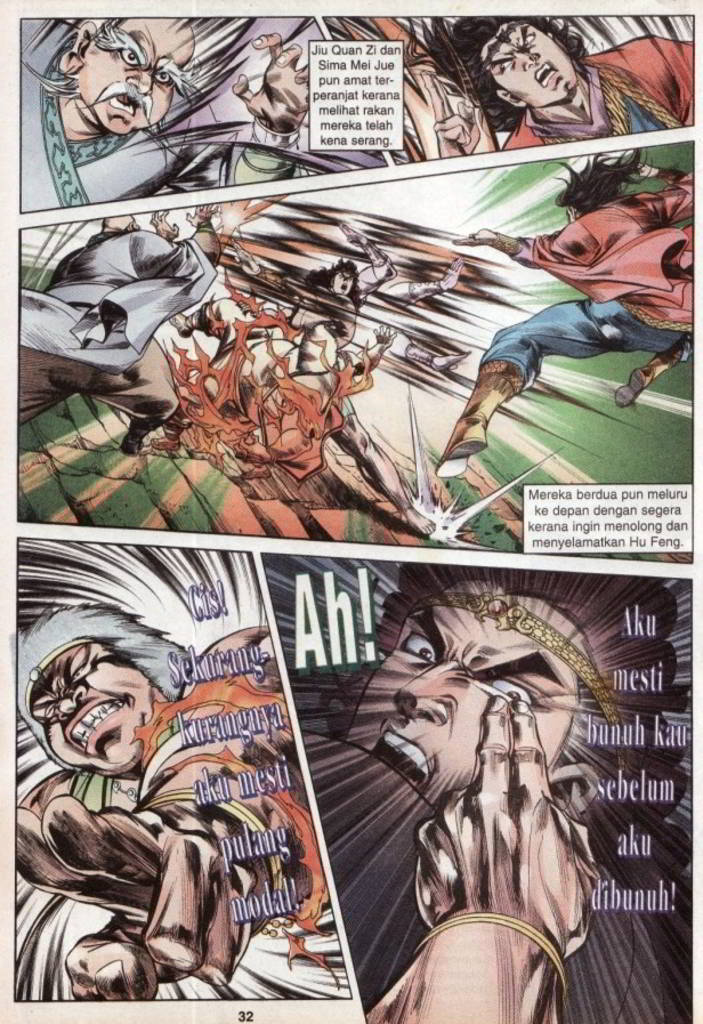 Jiu Quan Zi dan
Sima Mei Jue
pun amat ter-
peranjat kerana
melihat rakan
mereka telah
kena serang.
Mereka berdua pun meluru
ke depan dengan segera
kerana ingin menolong dan
menyelamatkan Hu Feng.
Cis!
Sekurang-
kurangnya
aku mesti
pulang
modal!
Ah!
Aku
mesti
bunuh kau
sebelum
aku
dibunuh!
32